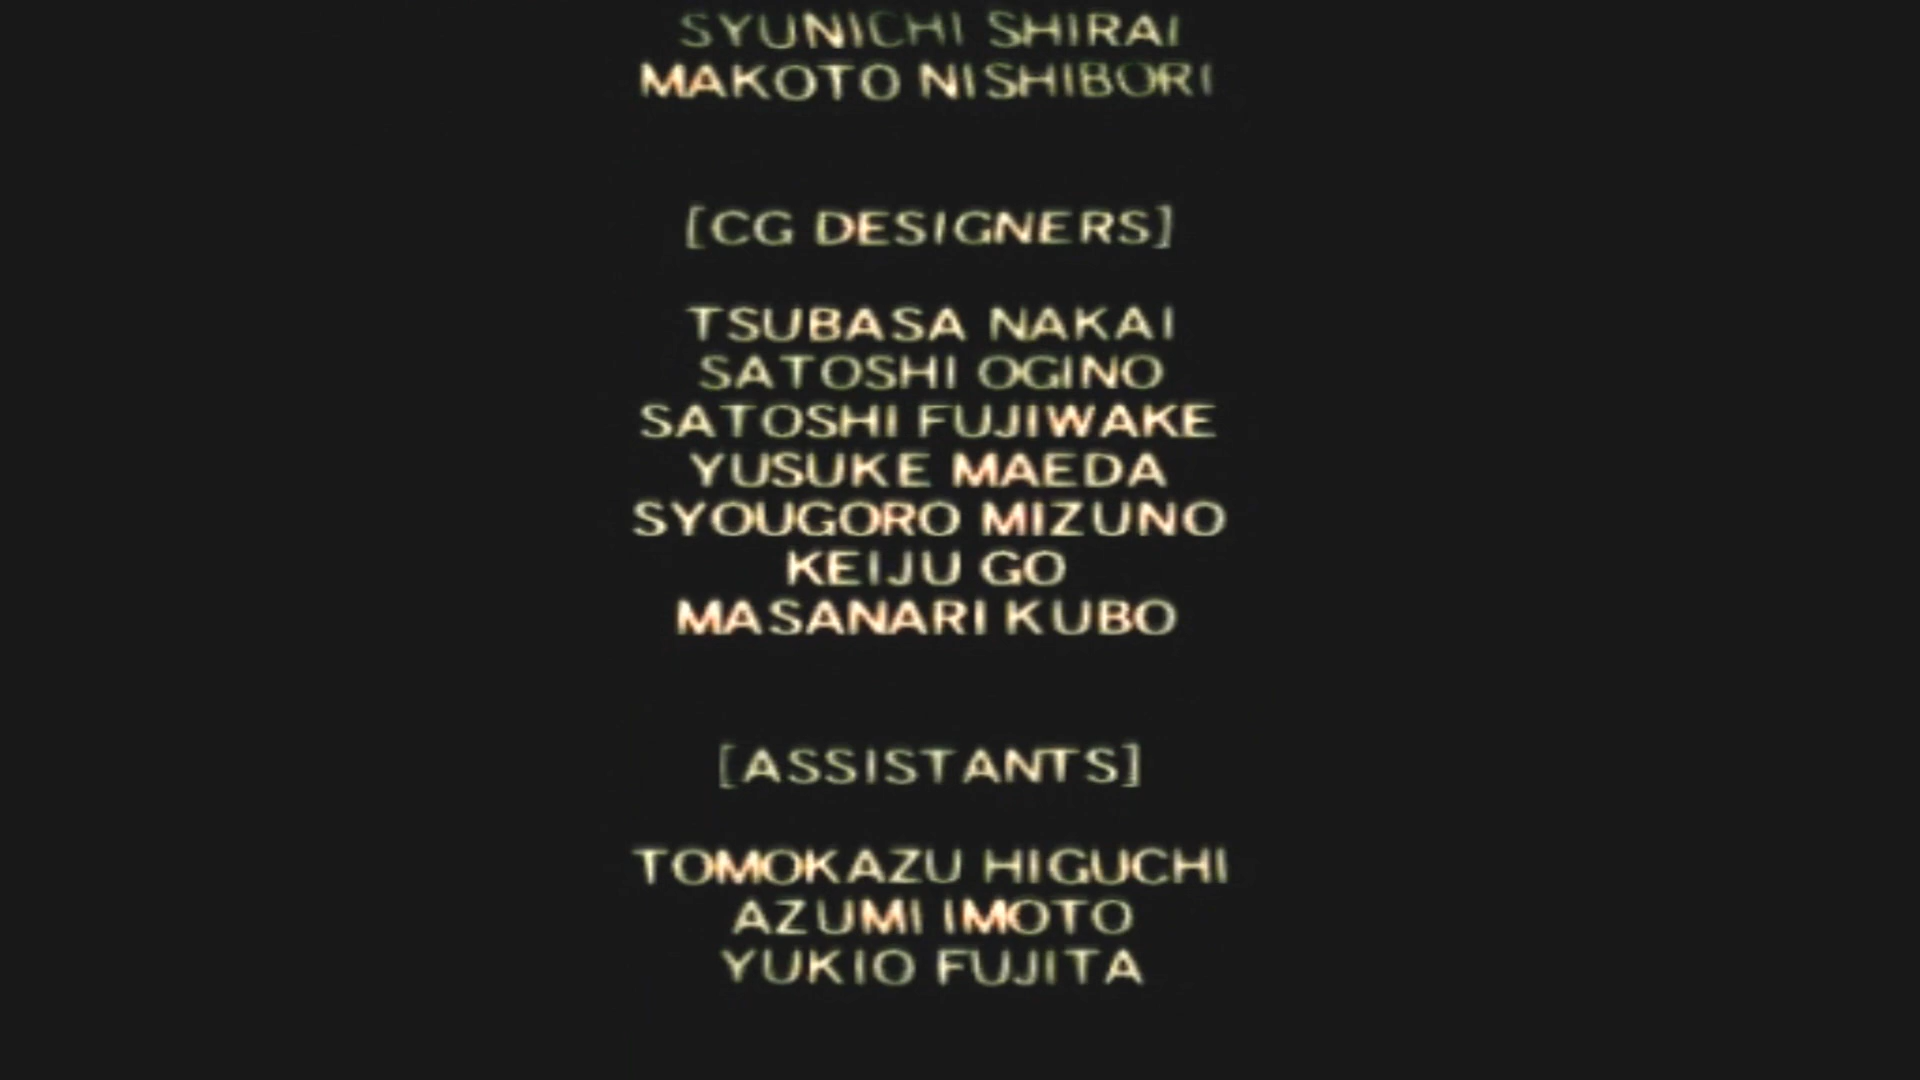 SYUNICHI SHIRAI
MAKOTO NISHIBORI
[CG DESIGNERS]
TSUBASA NAKAI
SATOSHI OGINO
SATOSHI FUJIWAKE
YUSUKE MAEDA
SYOUGORO MIZUNO
KEIJU GO
MASANARI KUBO
[ASSISTANTS]
TOMOKAZU HIGUCHI
AZUMI IMOTO
YUKIO FUJITA